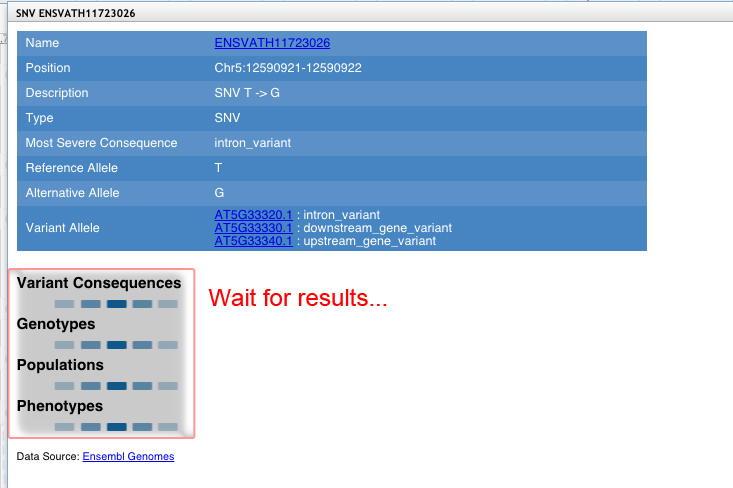 SNV ENSVATH11723026
Name ENSVATH11723026
Position Chr5:12590921-12590922
Description SNV T -> G
Type SNV
Most Severe Consequence intron_variant
Reference Allele T
Alternative Allele G
AT5G33320.1 : intron_variant
Variant Allele AT5G33330.1 : downstream_gene_variant
AT5G33340.1 : upstream_gene_variant
Variant Consequences
Wait for results...
Genotypes
Populations
Phenotypes
Data Source: Ensembl Genomes